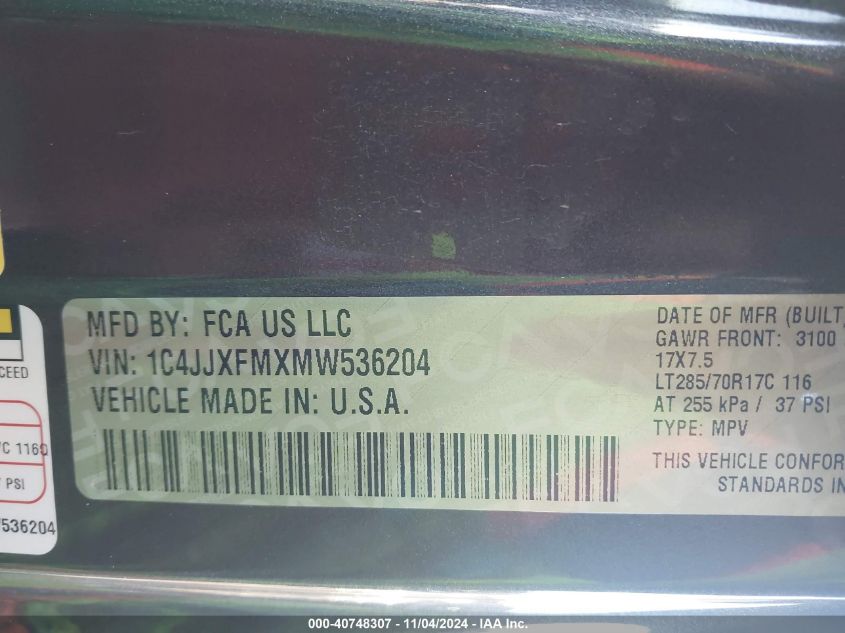 MFD BY: FCA US LLC
VIN: 1C4JJXFMXMW536204
VEHICLE MADE IN: U.S.A.
DATE OF MFR (BUILT)
GAWR FRONT: 3100
17X7.5
LT285/70R17C 116
AT 255 kPa / 37 PSI
TYPE: MPV
THIS VEHICLE CONFOR
STANDARDS IN
CEED
C 116Q
PSI
536204
000-40748307 - 11/04/2024 - IAA Inc.